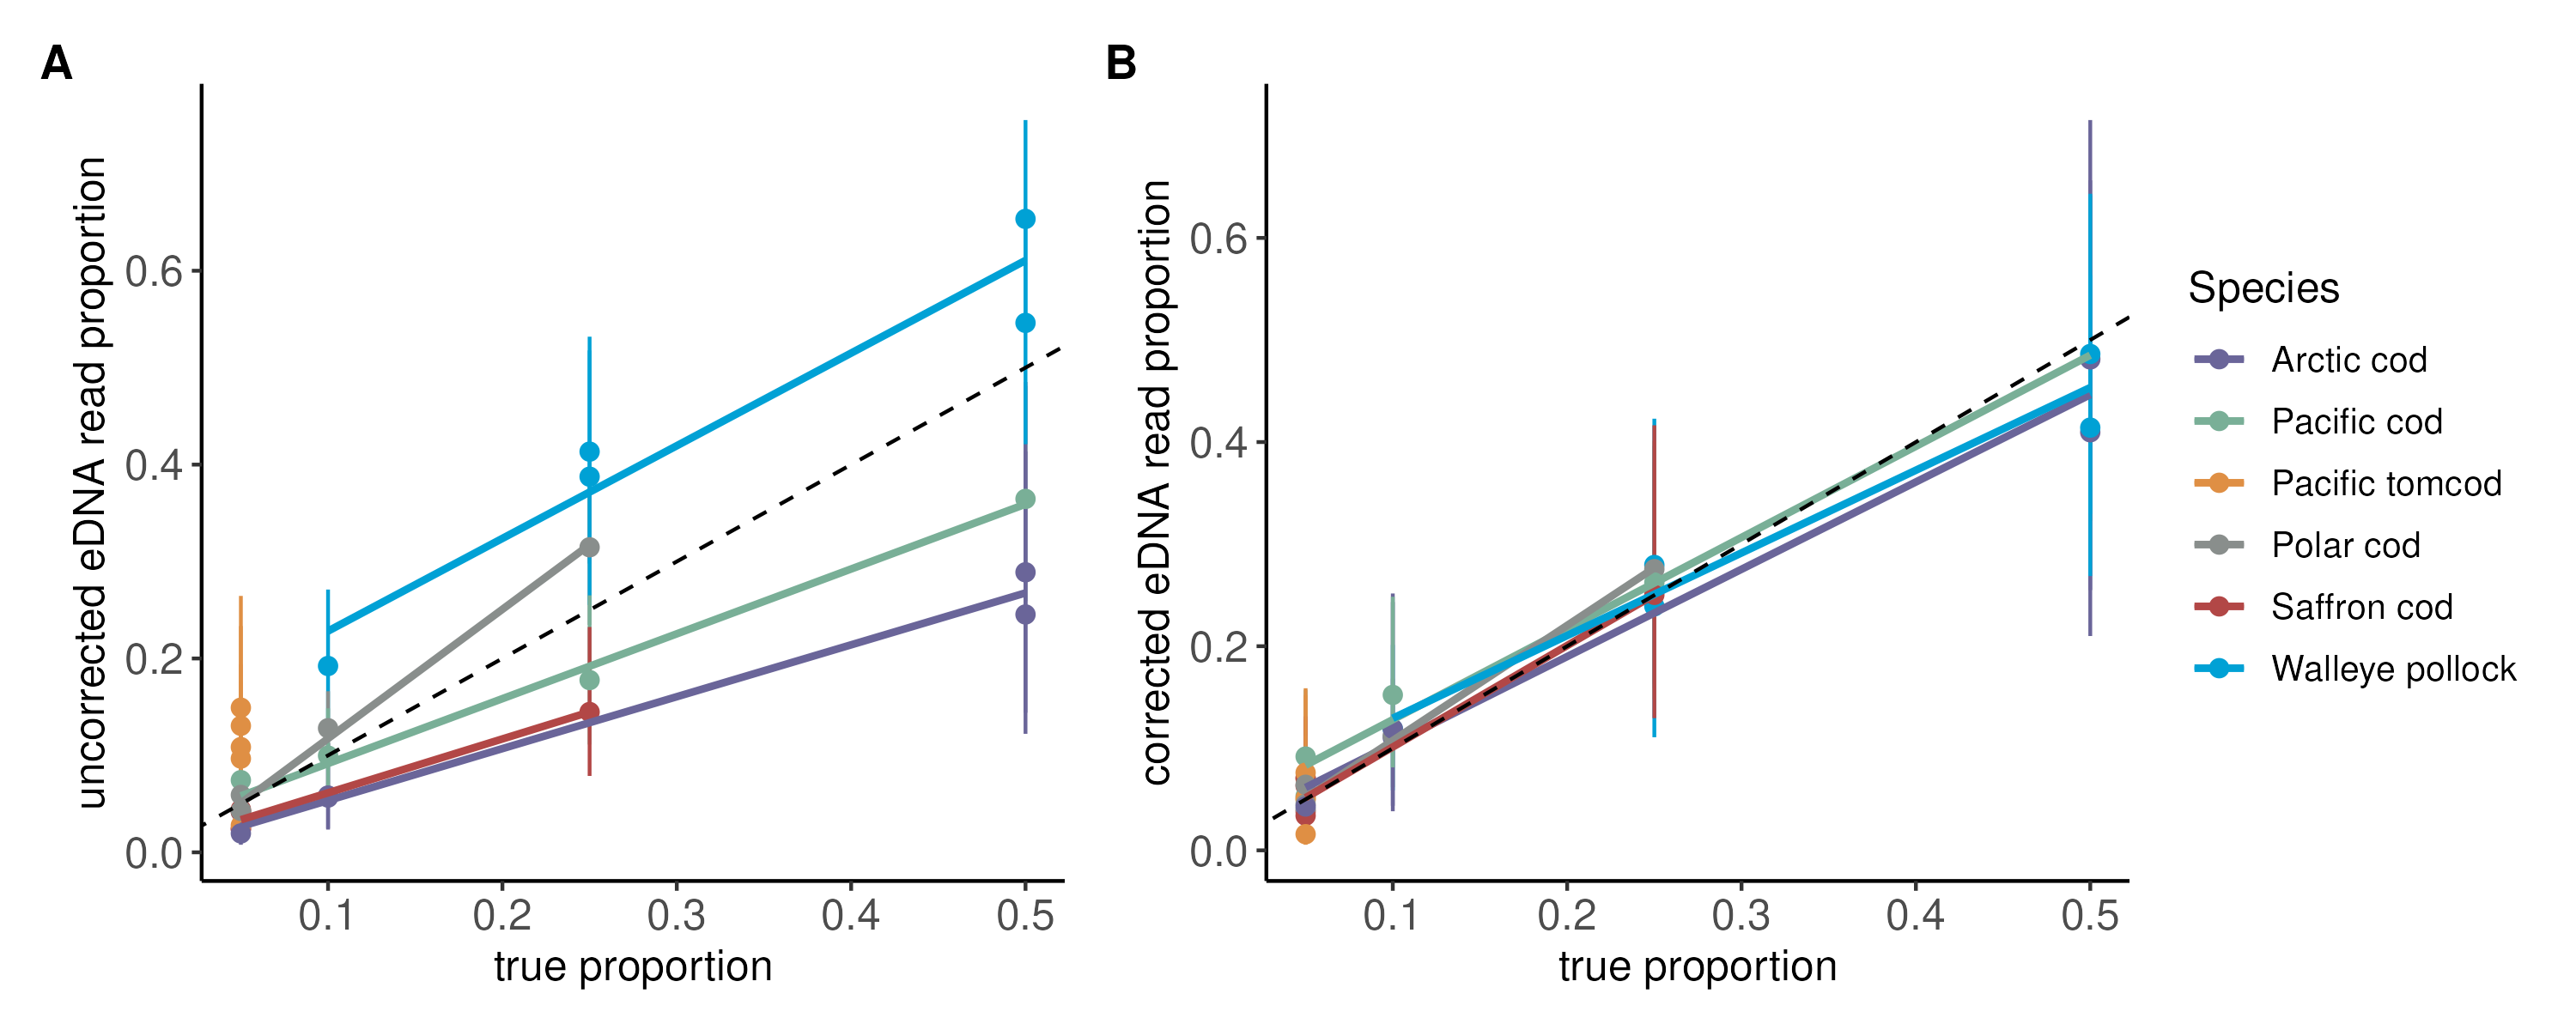 A
uncorrected eDNA read proportion
0.6
0.4
0.2
0.0
0.1 0.2 0.3 0.4 0.5
true proportion
B
corrected eDNA read proportion
0.6
0.4
0.2
0.0
0.1 0.2 0.3 0.4 0.5
true proportion
Species
Arctic cod
Pacific cod
Pacific tomcod
Polar cod
Saffron cod
Walleye pollock